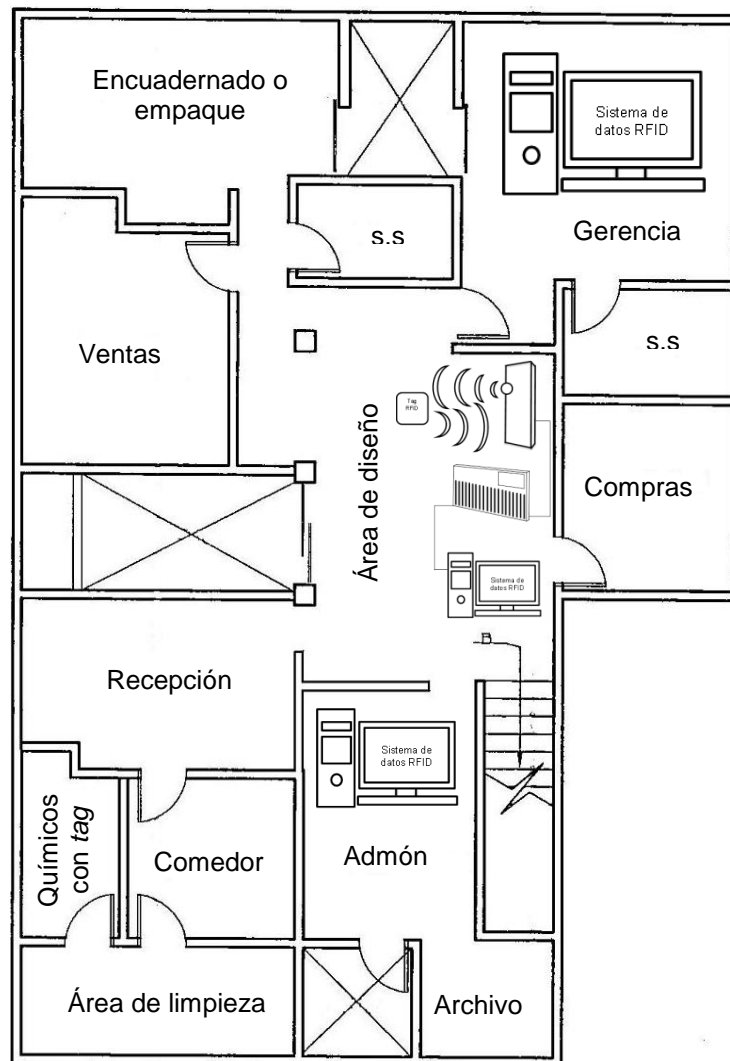 Encuadernado o
empaque
Sistema de
datos RFID
s.s
Gerencia
Ventas
s.s
Tag
RFID
Área de diseño
Compras
Sistema de
datos RFID
B
Recepción
Sistema de
datos RFID
Químicos
con tag
Comedor
Admón
Área de limpieza
Archivo